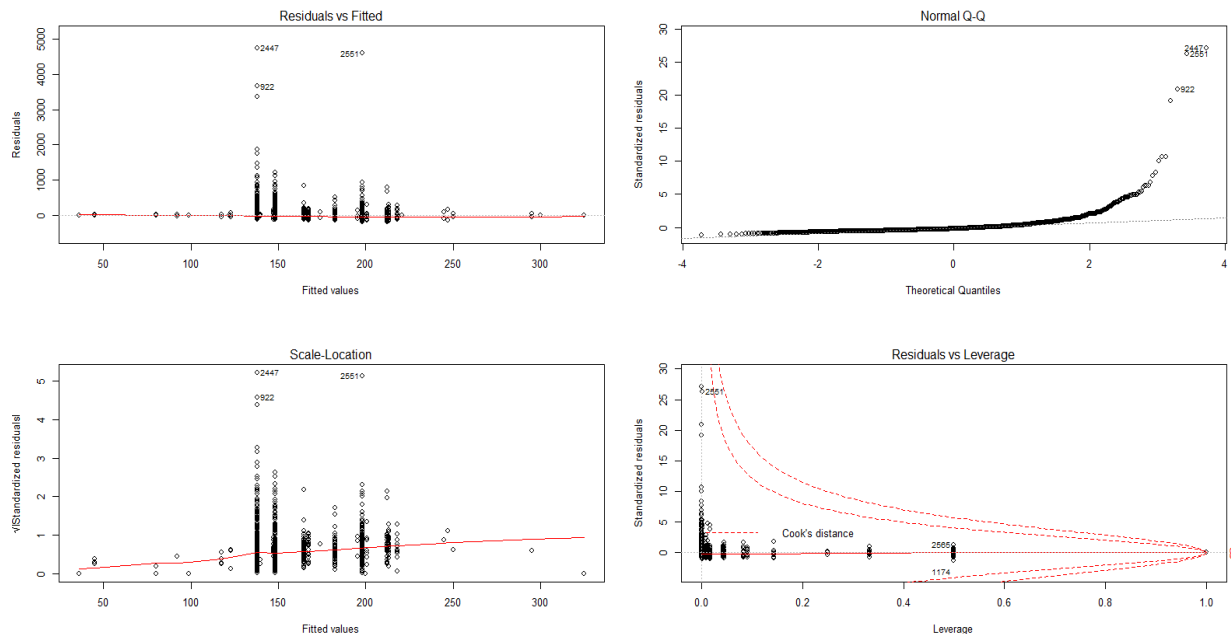 Residuals vs Fitted
Residuals
5000
4000
3000
2000
1000
0
2447
2551
922
50 100 150 200 250 300
Fitted values
Normal Q-Q
Standardized residuals
30
25
20
15
10
5
0
2447
2551
922
-4 -2 0 2 4
Theoretical Quantiles
Scale-Location
√|Standardized residuals|
5
4
3
2
1
0
2447
2551
922
50 100 150 200 250 300
Fitted values
Residuals vs Leverage
Standardized residuals
30
25
20
15
10
5
0
2551
Cook's distance
2565
1174
0.0 0.2 0.4 0.6 0.8 1.0
Leverage